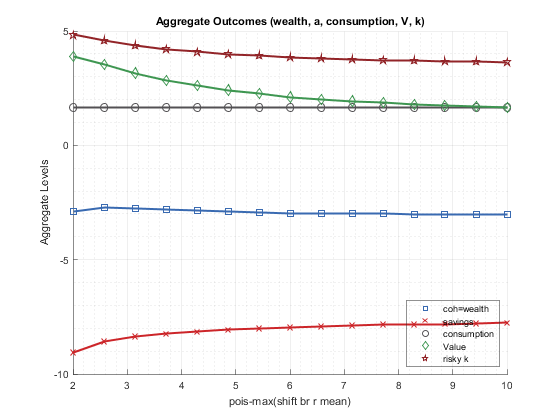 Aggregate Outcomes (wealth, a, consumption, V, k)
5
0
-5
-10
Aggregate Levels
2 3 4 5 6 7 8 9 10
pois-max(shift br r mean)
coh=wealth
savings
consumption
Value
risky k